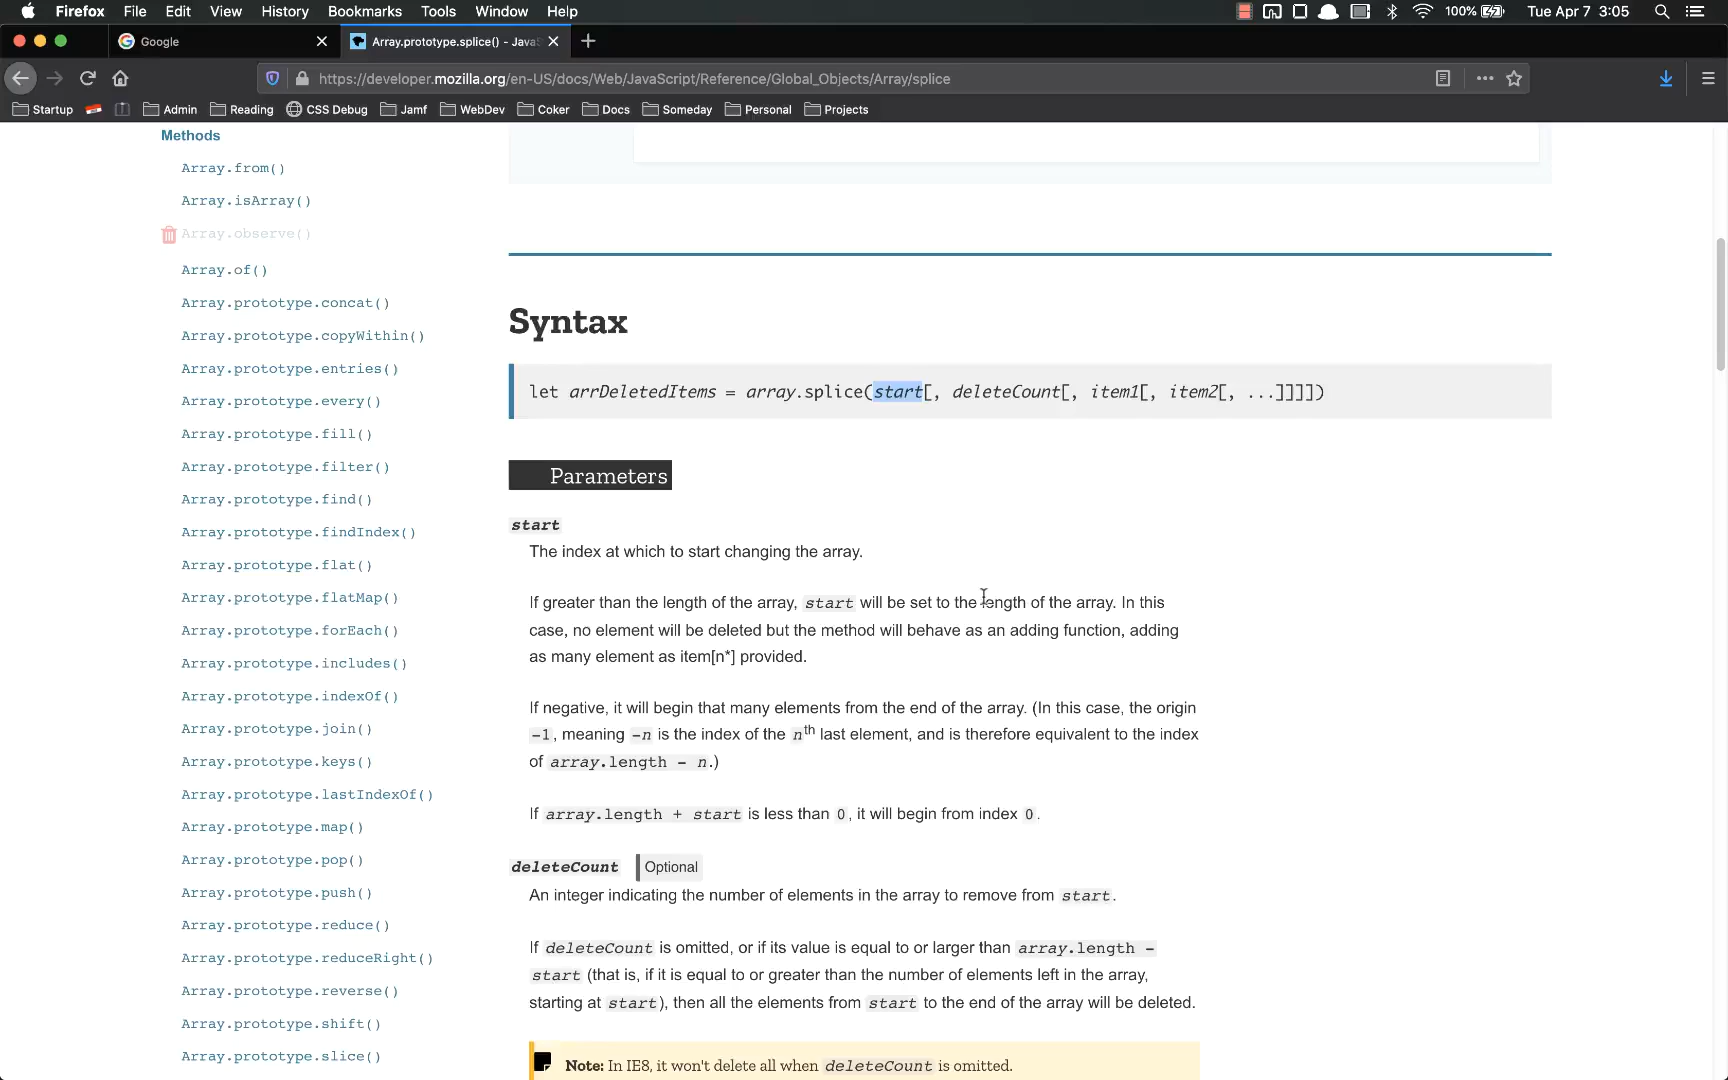 Firefox File Edit View History Bookmarks Tools Window Help 100% Tue Apr 7 3:05
Google Array.prototype.splice() - Java
https://developer.mozilla.org/en-US/docs/Web/JavaScript/Reference/Global_Objects/Array/splice
Startup Admin Reading CSS Debug Jamf WebDev Coker Docs Someday Personal Projects
Methods
Array.from()
Array.isArray()
Array.observe()
Array.of()
Array.prototype.concat()
Array.prototype.copyWithin()
Array.prototype.entries()
Array.prototype.every()
Array.prototype.fill()
Array.prototype.filter()
Array.prototype.find()
Array.prototype.findIndex()
Array.prototype.flat()
Array.prototype.flatMap()
Array.prototype.forEach()
Array.prototype.includes()
Array.prototype.indexOf()
Array.prototype.join()
Array.prototype.keys()
Array.prototype.lastIndexOf()
Array.prototype.map()
Array.prototype.pop()
Array.prototype.push()
Array.prototype.reduce()
Array.prototype.reduceRight()
Array.prototype.reverse()
Array.prototype.shift()
Array.prototype.slice()
Syntax
let arrDeletedItems = array.splice(start[, deleteCount[, item1[, item2[, ...]]]])
Parameters
start
The index at which to start changing the array.
If greater than the length of the array, start will be set to the length of the array. In this
case, no element will be deleted but the method will behave as an adding function, adding
as many element as item[n*] provided.
If negative, it will begin that many elements from the end of the array. (In this case, the origin
-1, meaning -n is the index of the nth last element, and is therefore equivalent to the index
of array.length - n.)
If array.length + start is less than 0, it will begin from index 0.
deleteCount Optional
An integer indicating the number of elements in the array to remove from start.
If deleteCount is omitted, or if its value is equal to or larger than array.length -
start (that is, if it is equal to or greater than the number of elements left in the array,
starting at start), then all the elements from start to the end of the array will be deleted.
Note: In IE8, it won't delete all when deleteCount is omitted.